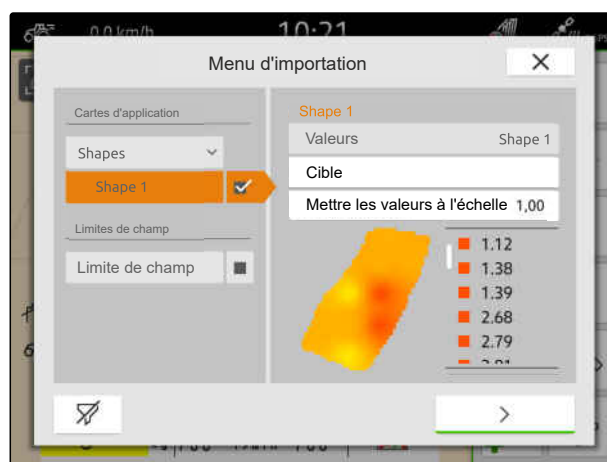 0.0 km/h
10:21
Menu d'importation
Cartes d'application
Shapes
Shape 1
Limites de champ
Limite de champ
Shape 1
Valeurs Shape 1
Cible
Mettre les valeurs à l'échelle 1,00
1.12
1.38
1.39
2.68
2.79